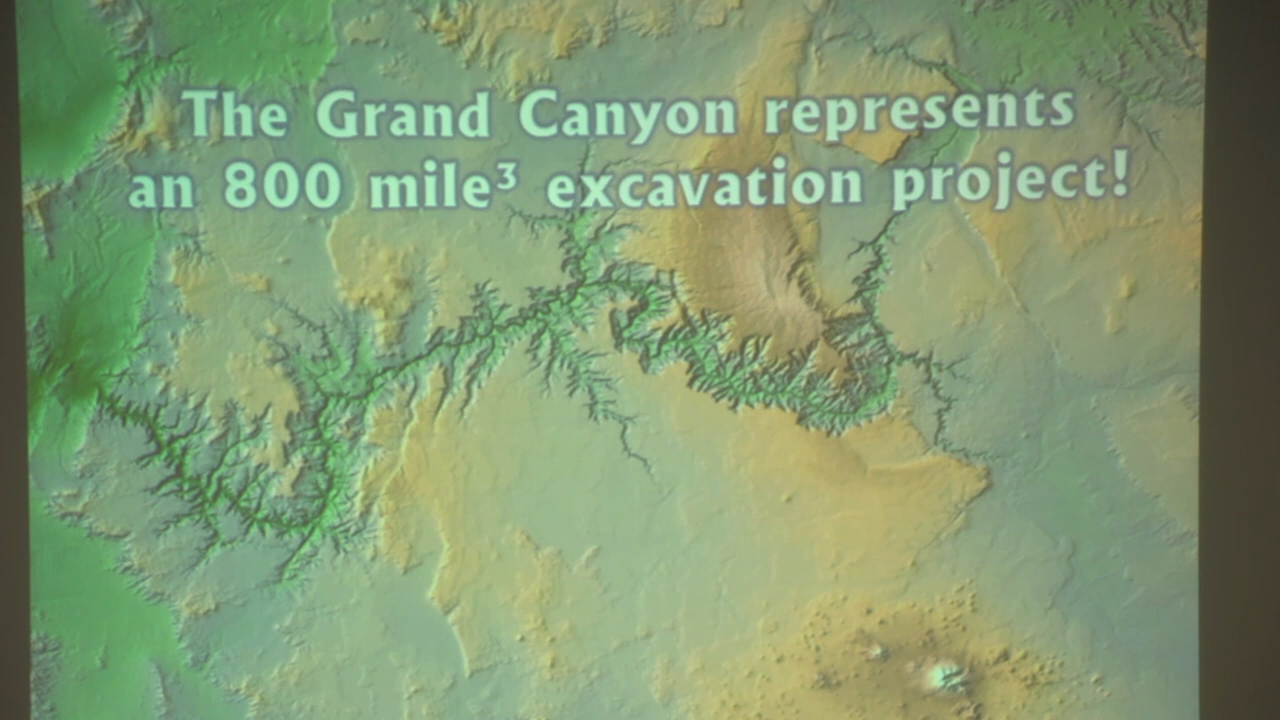 The Grand Canyon represents
an 800 mile³ excavation project!